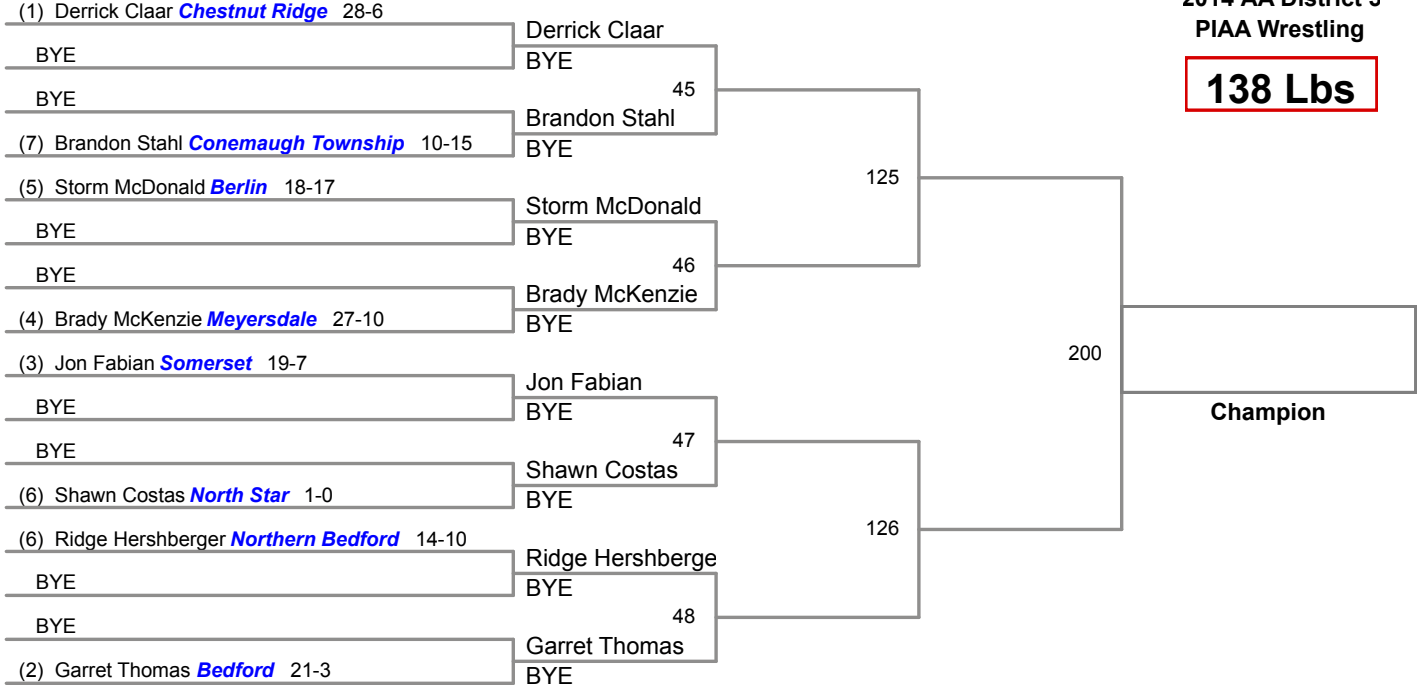 (1) Derrick Claar Chestnut Ridge 28-6
BYE
BYE
(7) Brandon Stahl Conemaugh Township 10-15
(5) Storm McDonald Berlin 18-17
BYE
BYE
(4) Brady McKenzie Meyersdale 27-10
(3) Jon Fabian Somerset 19-7
BYE
BYE
(6) Shawn Costas North Star 1-0
(6) Ridge Hershberger Northern Bedford 14-10
BYE
BYE
(2) Garret Thomas Bedford 21-3
Derrick Claar
BYE
45
Brandon Stahl
BYE
Storm McDonald
BYE
46
Brady McKenzie
BYE
Jon Fabian
BYE
47
Shawn Costas
BYE
Ridge Hershberge
BYE
48
Garret Thomas
BYE
125
126
200
Champion
2014 AA District 5
PIAA Wrestling
138 Lbs